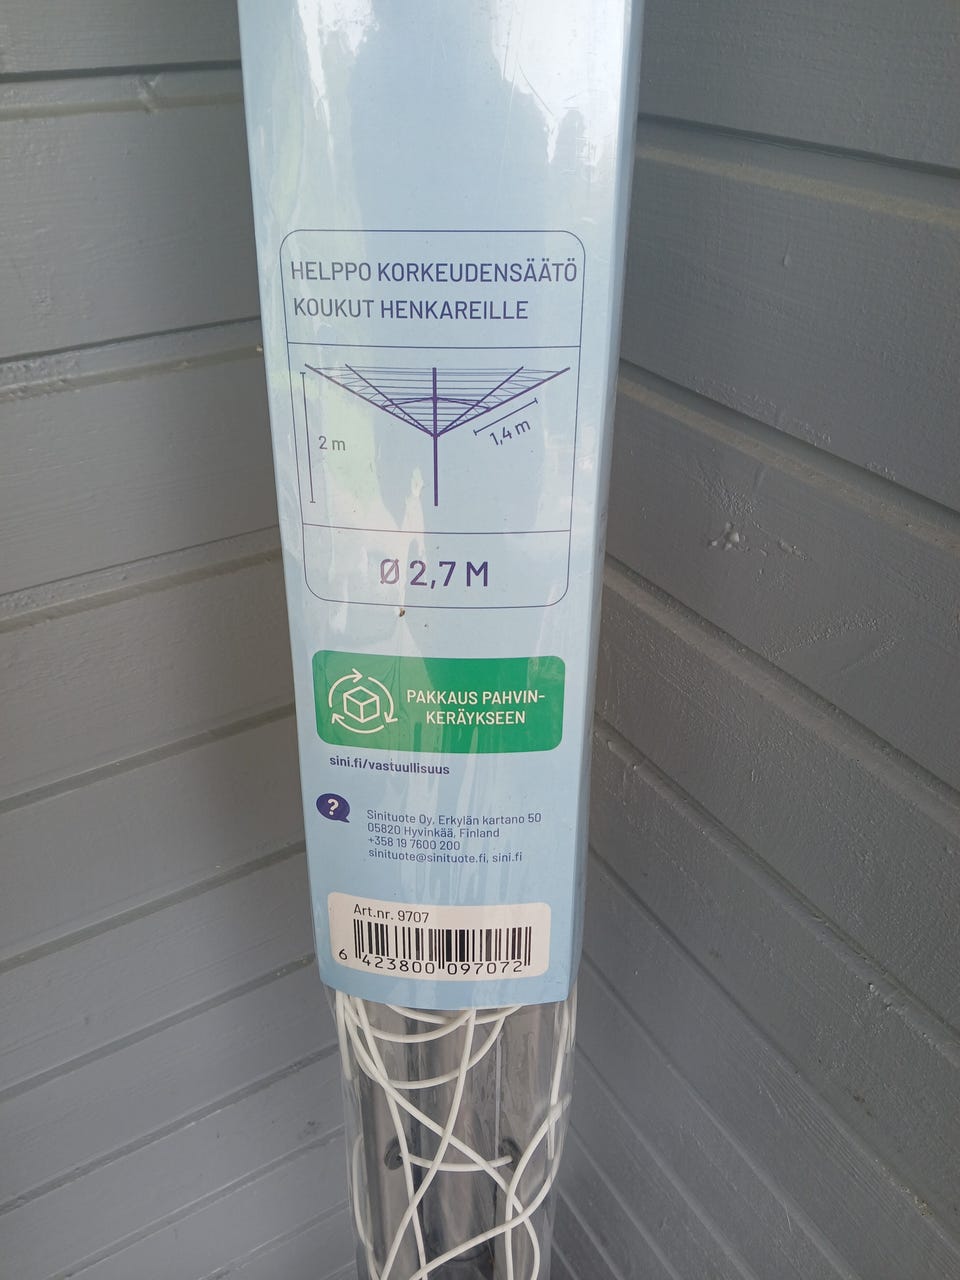 HELPPO KORKEUDENSÄÄTÖ
KOUKUT HENKAREILLE
2 m
1,4 m
Ø 2,7 M
PAKKAUS PAHVIN-
KERÄYKSEEN
sini.fi/vastuullisuus
?
Sinituote Oy, Erkylän kartano 50
05820 Hyvinkää, Finland
+358 19 7600 200
sinituote@sinituote.fi, sini.fi
Art.nr. 9707
6 423800 097072